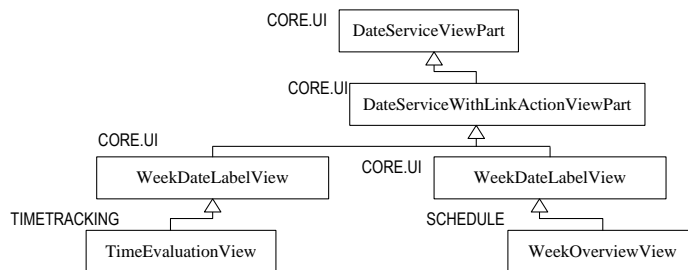 CORE.UI
DateServiceViewPart
CORE.UI
DateServiceWithLinkActionViewPart
CORE.UI
WeekDateLabelView
CORE.UI
WeekDateLabelView
TIMETRACKING
TimeEvaluationView
SCHEDULE
WeekOverviewView